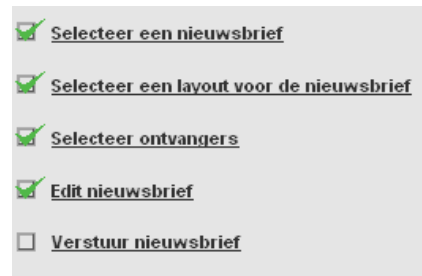 Selecteer een nieuwsbrief
Selecteer een layout voor de nieuwsbrief
Selecteer ontvangers
Edit nieuwsbrief
Verstuur nieuwsbrief